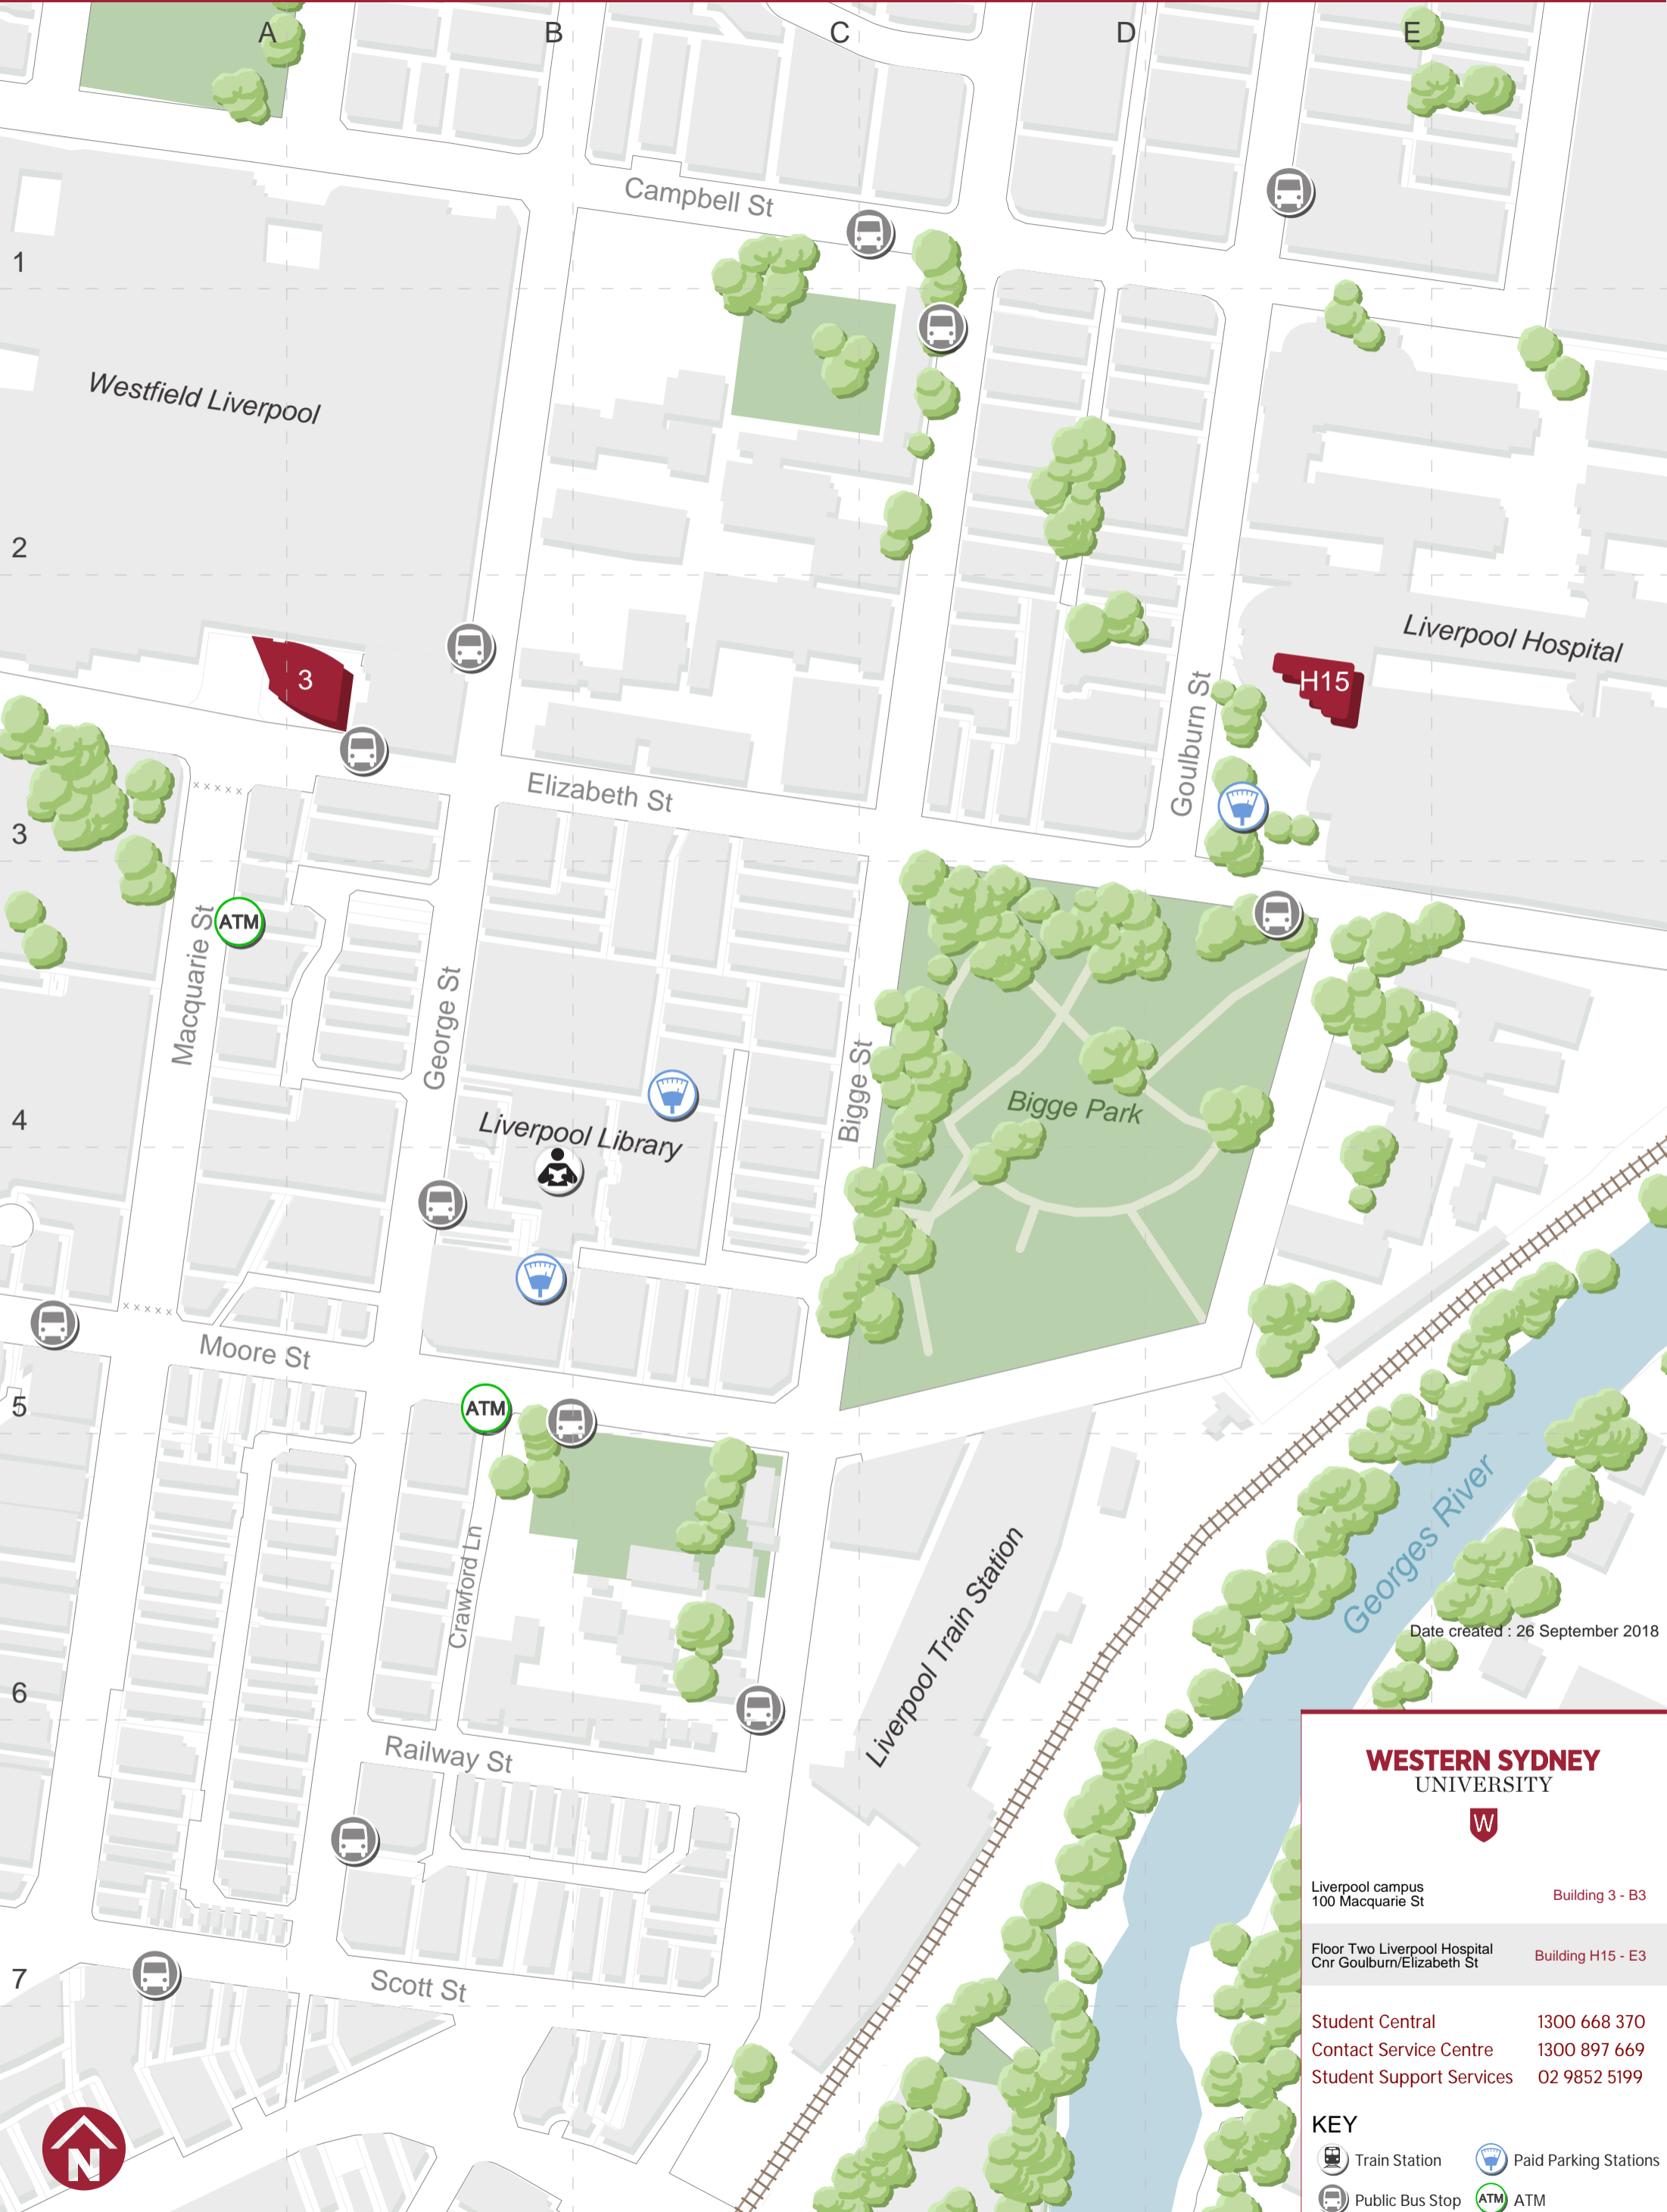 A
B
C
D
E
Campbell St
1
Westfield Liverpool
2
Liverpool Hospital
3
H15
Goulburn St
Elizabeth St
3
ATM
Macquarie St
George St
Bigge St
Bigge Park
4
Liverpool Library
Moore St
5
ATM
Crawford Ln
Liverpool Train Station
Georges River
Date created : 26 September 2018
6
Railway St
7
Scott St
N
WESTERN SYDNEY
UNIVERSITY
W
Liverpool campus
100 Macquarie St
Building 3 - B3
Floor Two Liverpool Hospital
Cnr Goulburn/Elizabeth St
Building H15 - E3
Student Central 1300 668 370
Contact Service Centre 1300 897 669
Student Support Services 02 9852 5199
KEY
Train Station
Paid Parking Stations
Public Bus Stop
ATM ATM